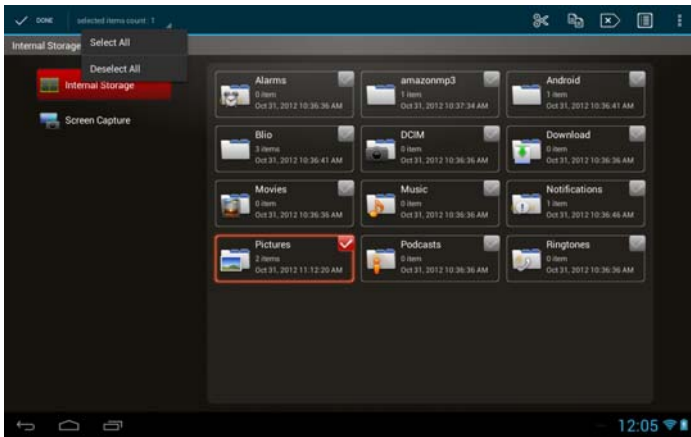 DONE
selected items count : 1
Select All
Deselect All
Internal Storage
Internal Storage
Screen Capture
Alarms
0 item
Oct 31, 2012 10:36:36 AM
amazonmp3
1 item
Oct 31, 2012 10:37:34 AM
Android
1 item
Oct 31, 2012 10:36:41 AM
Blio
3 items
Oct 31, 2012 10:36:41 AM
DCIM
0 item
Oct 31, 2012 10:36:36 AM
Download
0 item
Oct 31, 2012 10:36:36 AM
Movies
0 item
Oct 31, 2012 10:36:36 AM
Music
0 item
Oct 31, 2012 10:36:36 AM
Notifications
1 item
Oct 31, 2012 10:36:46 AM
Pictures
2 items
Oct 31, 2012 11:12:20 AM
Podcasts
0 item
Oct 31, 2012 10:36:36 AM
Ringtones
0 item
Oct 31, 2012 10:36:36 AM
12:05